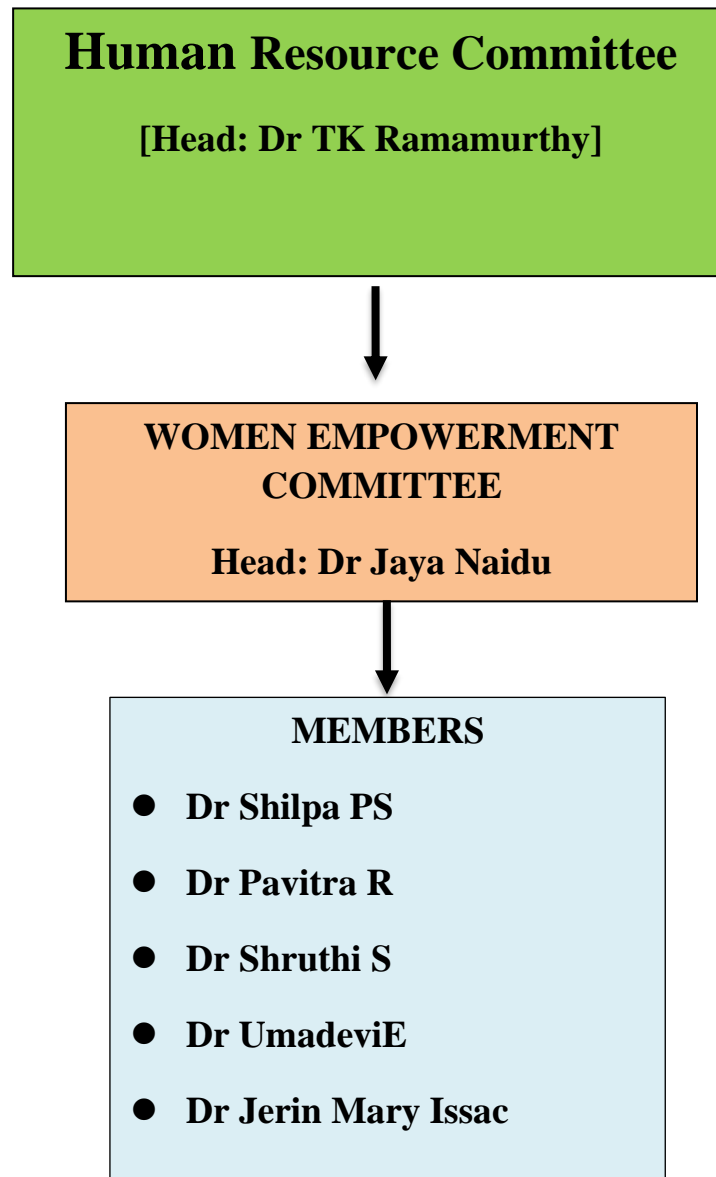 Human Resource Committee
[Head: Dr TK Ramamurthy]
WOMEN EMPOWERMENT
COMMITTEE
Head: Dr Jaya Naidu
MEMBERS
● Dr Shilpa PS
● Dr Pavitra R
● Dr Shruthi S
● Dr UmadeviE
● Dr Jerin Mary Issac